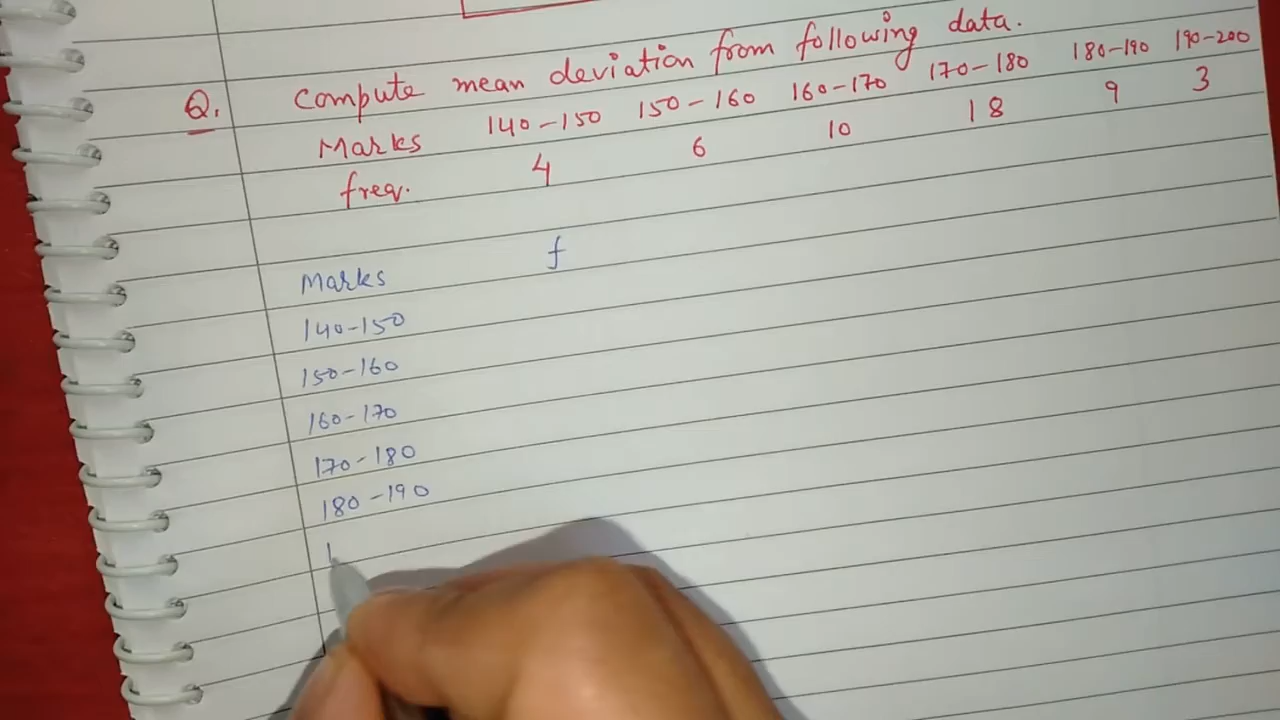 Q. Compute mean deviation from following data.
Marks 140-150 150-160 160-170 170-180 180-190 190-200
freq. 4 6 10 18 9 3
Marks f
140-150
150-160
160-170
170-180
180-190
1